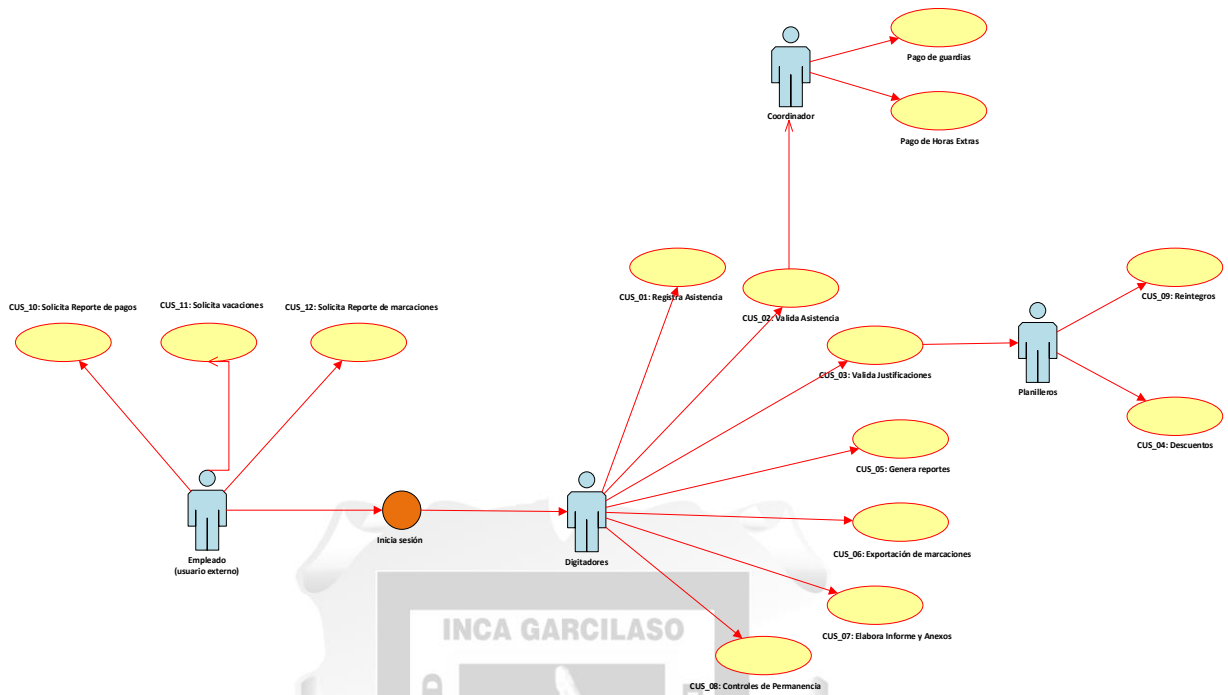 Pago de guardias
Coordinador
Pago de Horas Extras
CUS_01: Registra Asistencia
CUS_02: Valida Asistencia
CUS_09: Reintegros
CUS_10: Solicita Reporte de pagos
CUS_11: Solicita vacaciones
CUS_12: Solicita Reporte de marcaciones
CUS_03: Valida Justificaciones
Planilleros
CUS_04: Descuentos
CUS_05: Genera reportes
Inicia sesión
CUS_06: Exportación de marcaciones
Empleado
(usuario externo)
Digitadores
INCA GARCILASO
CUS_07: Elabora Informe y Anexos
D
CUS_08: Controles de Permanencia